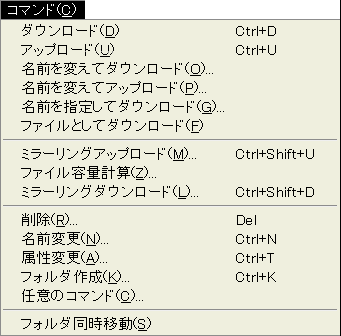 コマンド(C)
ダウンロード(D) Ctrl+D
アップロード(U) Ctrl+U
名前を変えてダウンロード(O)...
名前を変えてアップロード(P)...
名前を指定してダウンロード(G)...
ファイルとしてダウンロード(F)
ミラーリングアップロード(M)... Ctrl+Shift+U
ファイル容量計算(Z)...
ミラーリングダウンロード(L)... Ctrl+Shift+D
削除(R)... Del
名前変更(N)... Ctrl+N
属性変更(A)... Ctrl+T
フォルダ作成(K)... Ctrl+K
任意のコマンド(C)...
フォルダ同時移動(S)